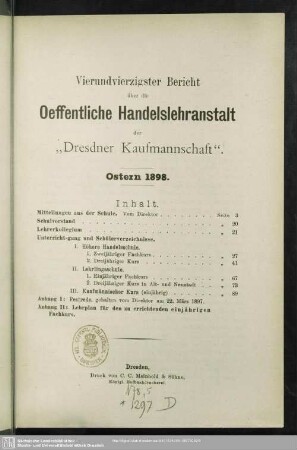 Vierundvierzigster Bericht
über die
Oeffentliche Handelslehranstalt
der
„Dresdner Kaufmannschaft“.
Ostern 1898.
Inhalt.
Mitteilungen aus der Schule. Vom Direktor Seite 3
Schulvorstand „ 20
Lehrerkollegium „ 21
Unterrichtsgang und Schülerverzeichnisse.
I. Höhere Handelsschule.
1. Zweijähriger Fachkurs „ 27
2. Dreijähriger Kurs „ 41
II. Lehrlingsschule.
1. Einjähriger Fachkurs „ 67
2. Dreijähriger Kurs in Alt- und Neustadt „ 73
III. Kaufmännischer Kurs (einjährig) „ 89
Anhang I: Festrede, gehalten vom Direktor am 22. März 1897.
Anhang II: Lehrplan für den zu errichtenden einjährigen
Fachkurs.
Dresden,
Druck von C. C. Meinhold & Söhne,
Königl. Hofbuchdruckerei
1297 D